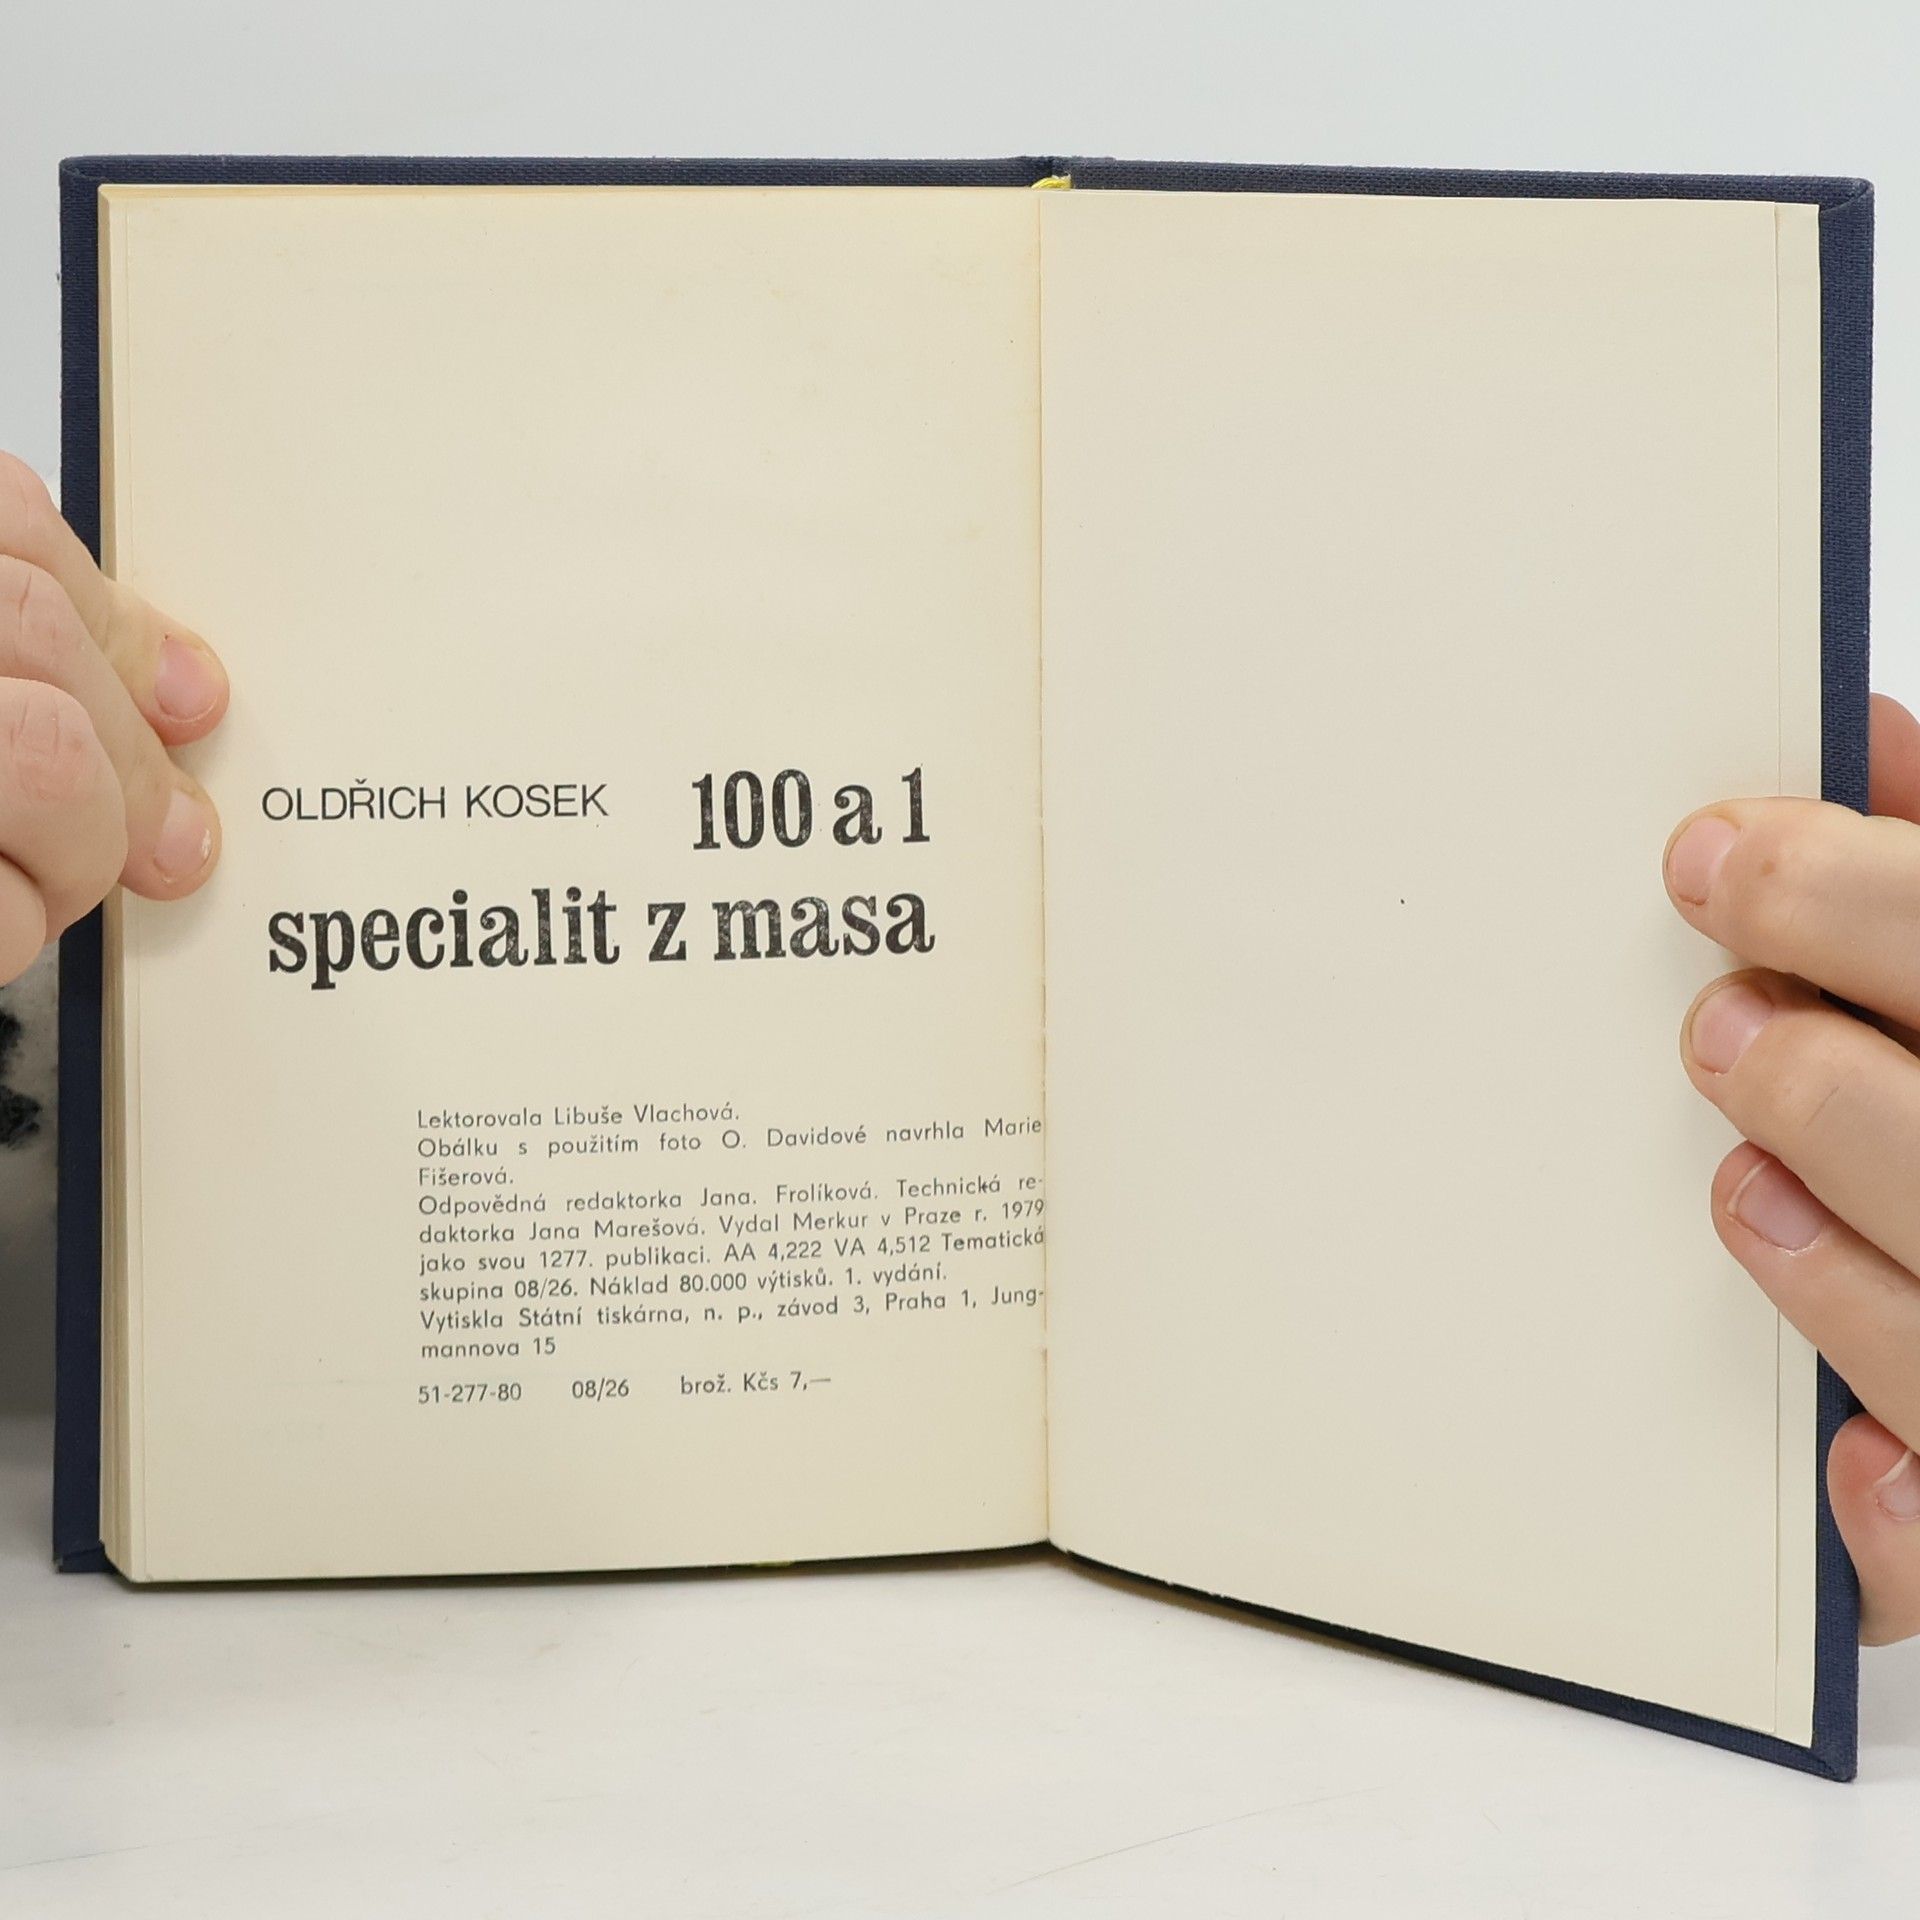 OLDŘICH KOSEK 100 a 1
specialit z masa
Lektorovala Libuše Vlachová.
Obálku s použitím foto O. Davidové navrhla Marie
Fišerová.
Odpovědná redaktorka Jana. Frolíková. Technická re-
daktorka Jana Marešová. Vydal Merkur v Praze r. 1979
jako svou 1277. publikaci. AA 4,222 VA 4,512 Tematická
skupina 08/26. Náklad 80.000 výtisků. 1. vydání.
Vytiskla Státní tiskárna, n. p., závod 3, Praha 1, Jung-
mannova 15
51-277-80 08/26 brož. Kčs 7,—